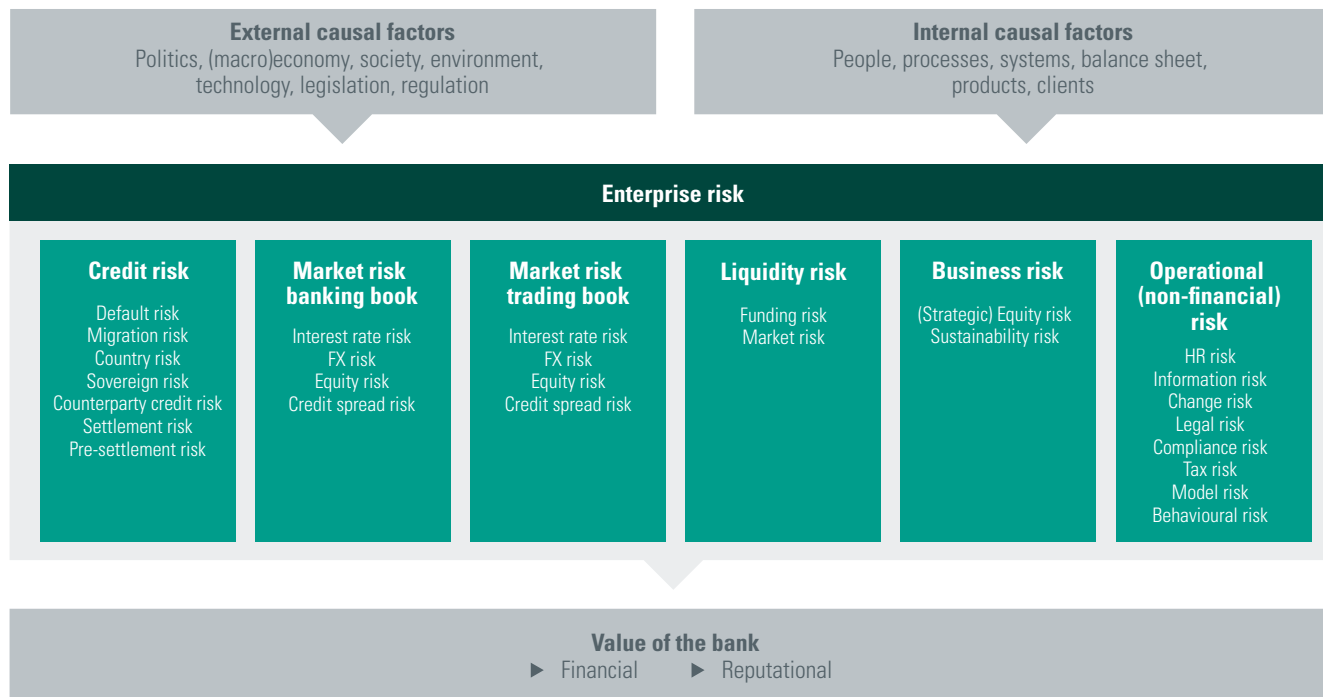 External causal factors
Politics, (macro)economy, society, environment,
technology, legislation, regulation
Internal causal factors
People, processes, systems, balance sheet,
products, clients
Enterprise risk
Credit risk
Default risk
Migration risk
Country risk
Sovereign risk
Counterparty credit risk
Settlement risk
Pre-settlement risk
Market risk
banking book
Interest rate risk
FX risk
Equity risk
Credit spread risk
Market risk
trading book
Interest rate risk
FX risk
Equity risk
Credit spread risk
Liquidity risk
Funding risk
Market risk
Business risk
(Strategic) Equity risk
Sustainability risk
Operational
(non-financial)
risk
HR risk
Information risk
Change risk
Legal risk
Compliance risk
Tax risk
Model risk
Behavioural risk
Value of the bank
► Financial ► Reputational